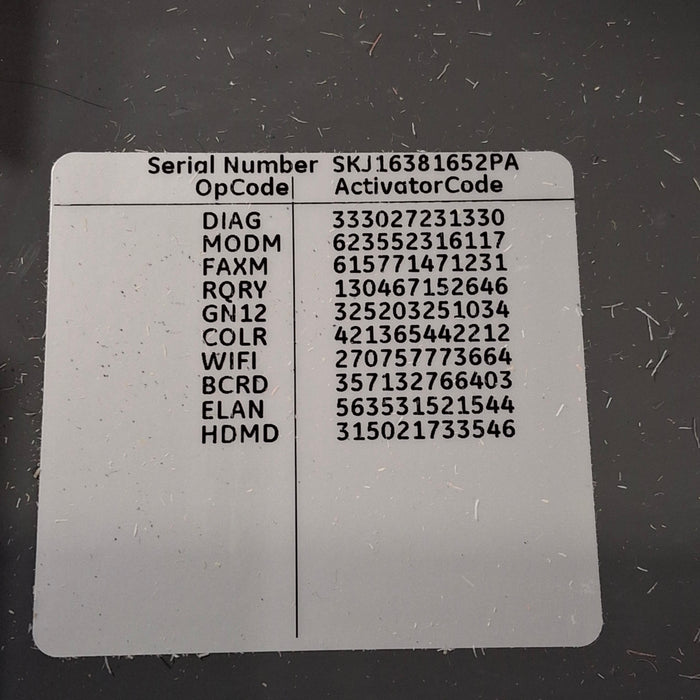 Serial Number SKJ16381652PA
OpCode ActivatorCode
DIAG 333027231330
MODM 623552316117
FAXM 615771471231
RQRY 130467152646
GN12 325203251034
COLR 421365442212
WIFI 270757773664
BCRD 357132766403
ELAN 563531521544
HDMD 315021733546